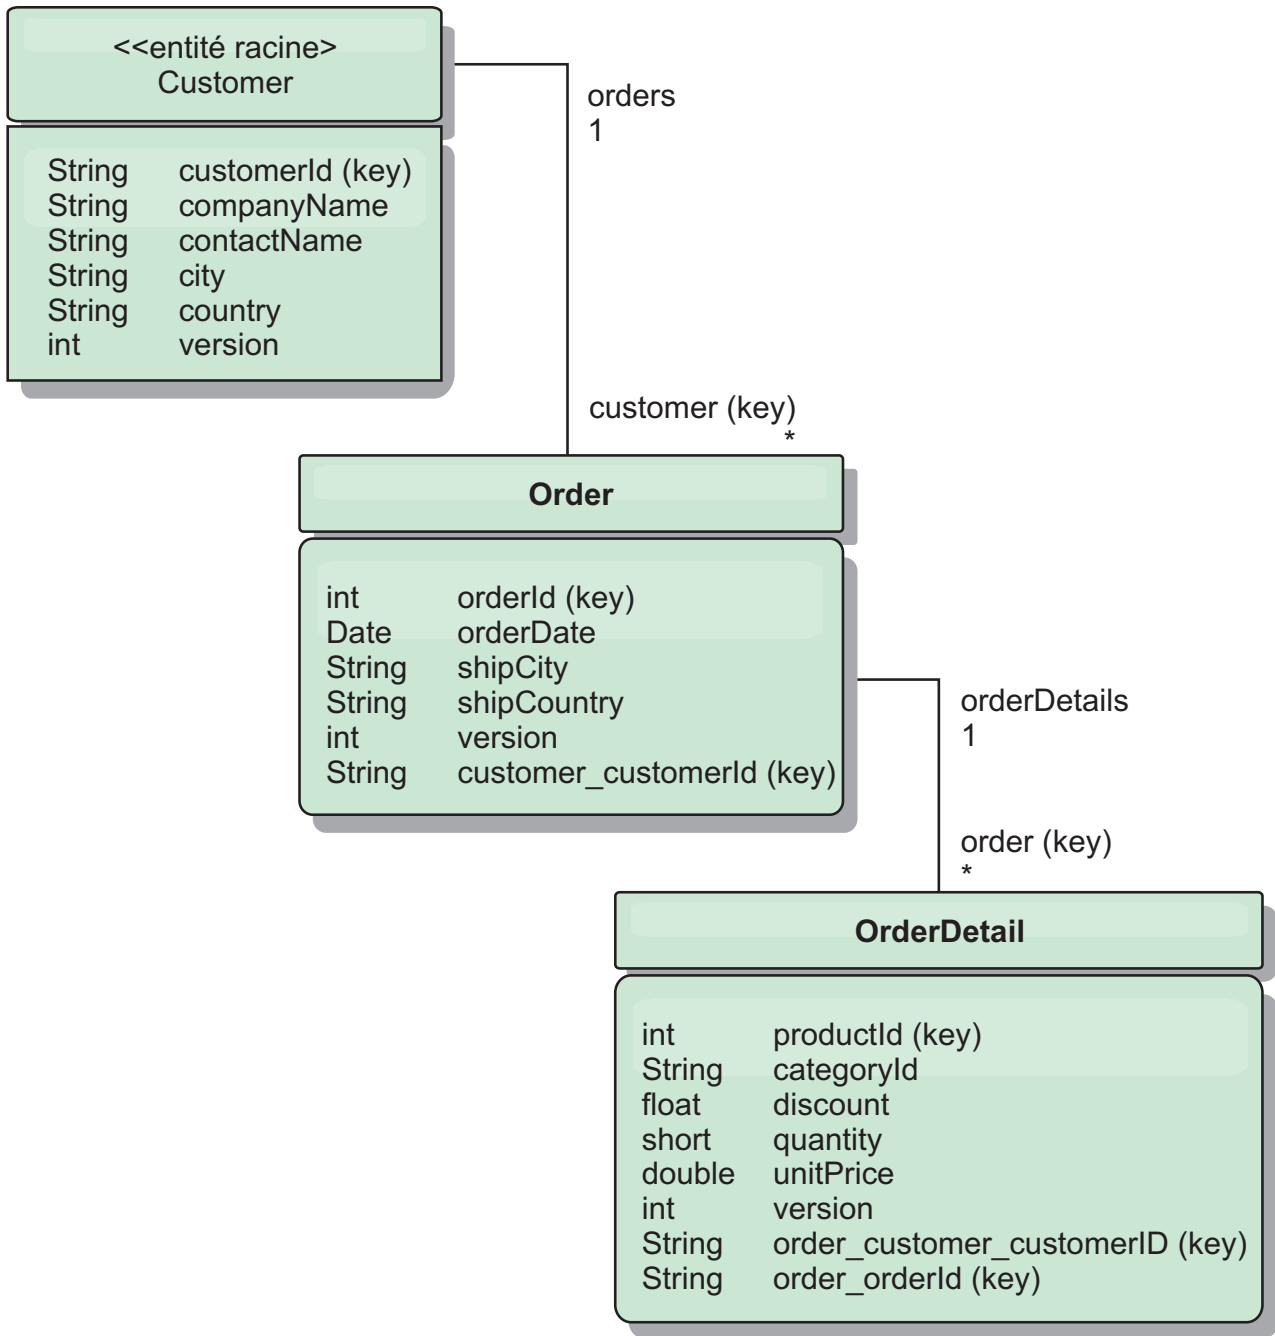 <<entité racine>
Customer
String customerId (key)
String companyName
String contactName
String city
String country
int version
orders
1
customer (key)
*
Order
int orderId (key)
Date orderDate
String shipCity
String shipCountry
int version
String customer_customerId (key)
orderDetails
1
order (key)
*
OrderDetail
int productId (key)
String categoryId
float discount
short quantity
double unitPrice
int version
String order_customer_customerID (key)
String order_orderId (key)